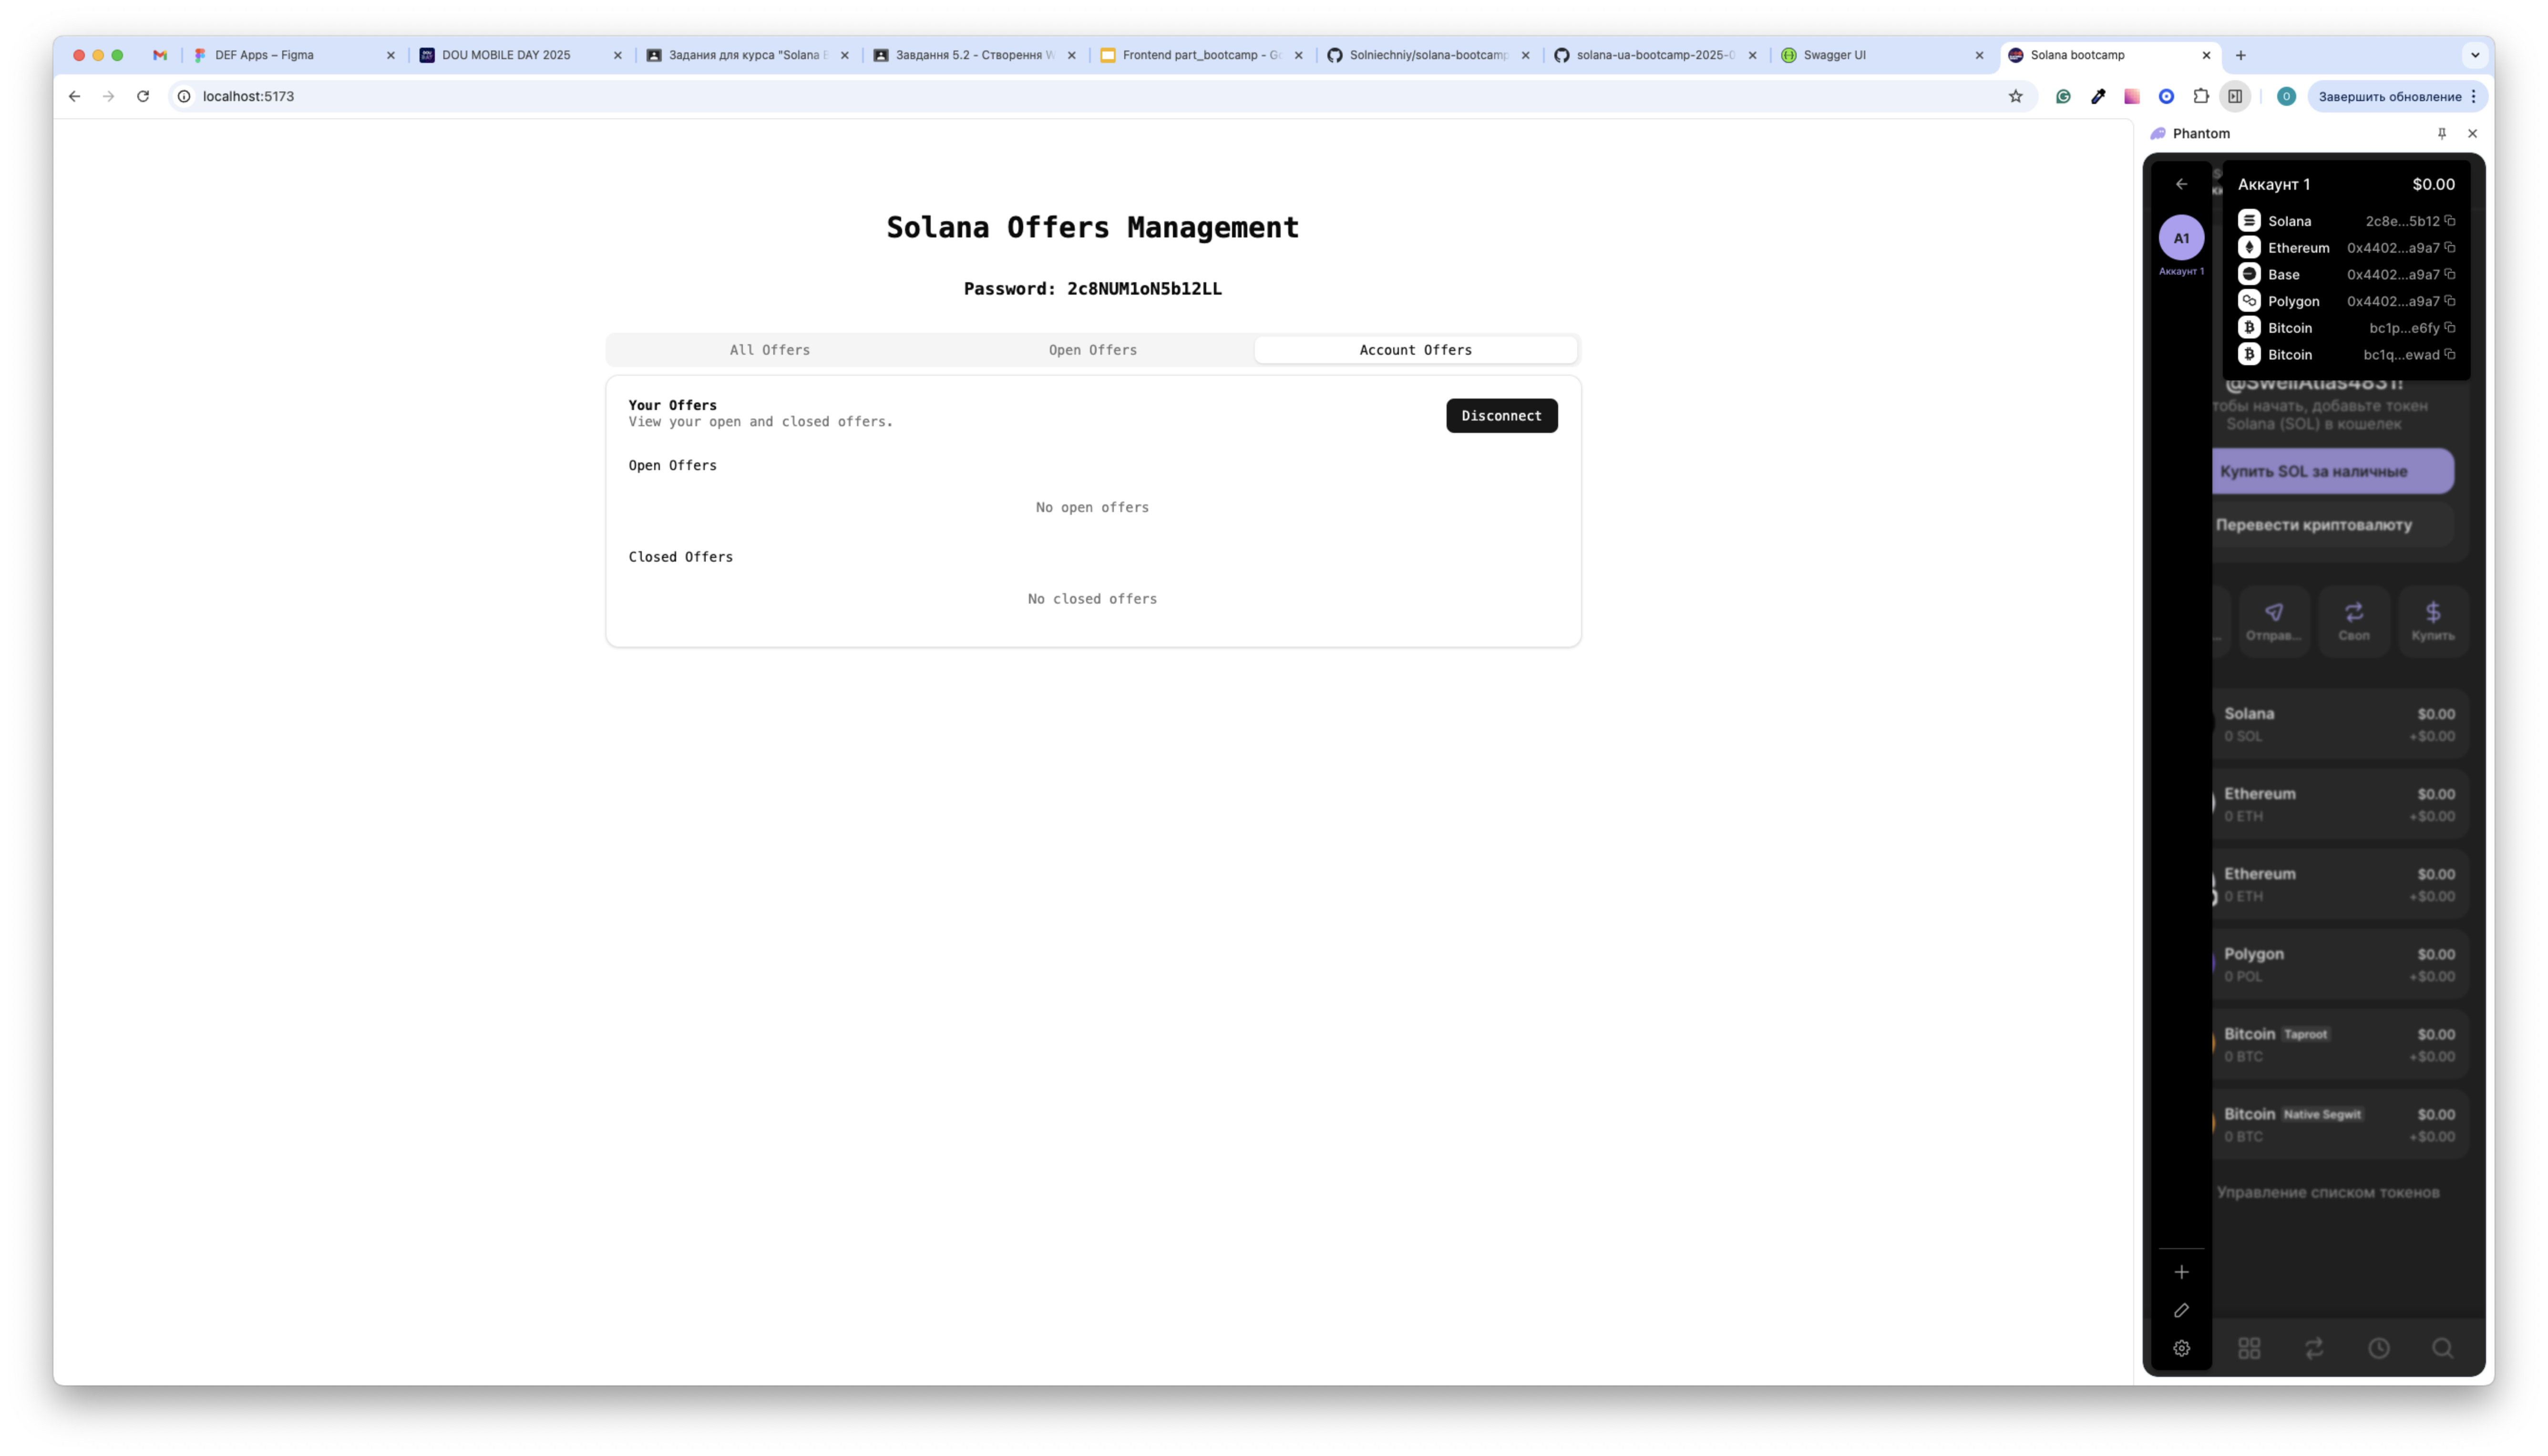 DEF Apps – Figma
DOU MOBILE DAY 2025
Задания для курса "Solana
Завдання 5.2 - Створення
Frontend part_bootcamp -
Solniechniy/solana-bootcamp
solana-ua-bootcamp-2025-0
Swagger UI
Solana bootcamp
localhost:5173
O
Завершить обновление
Phantom
Solana Offers Management
Password: 2c8NUM1oN5b12LL
All Offers
Open Offers
Account Offers
Your Offers
View your open and closed offers.
Disconnect
Open Offers
No open offers
Closed Offers
No closed offers
A1
Аккаунт 1
Аккаунт 1 $0.00
Solana 2c8e...5b12
Ethereum 0x4402...a9a7
Base 0x4402...a9a7
Polygon 0x4402...a9a7
Bitcoin bc1p...e6fy
Bitcoin bc1q...ewad
@SwellAtlas4831!
тобы начать, добавьте токен
Solana (SOL) в кошелек
Купить SOL за наличные
Перевести криптовалюту
Отправ...
Своп
Купить
Solana $0.00
0 SOL +$0.00
Ethereum $0.00
0 ETH +$0.00
Ethereum $0.00
0 ETH +$0.00
Polygon $0.00
0 POL +$0.00
Bitcoin Taproot $0.00
0 BTC +$0.00
Bitcoin Native Segwit $0.00
0 BTC +$0.00
Управление списком токенов